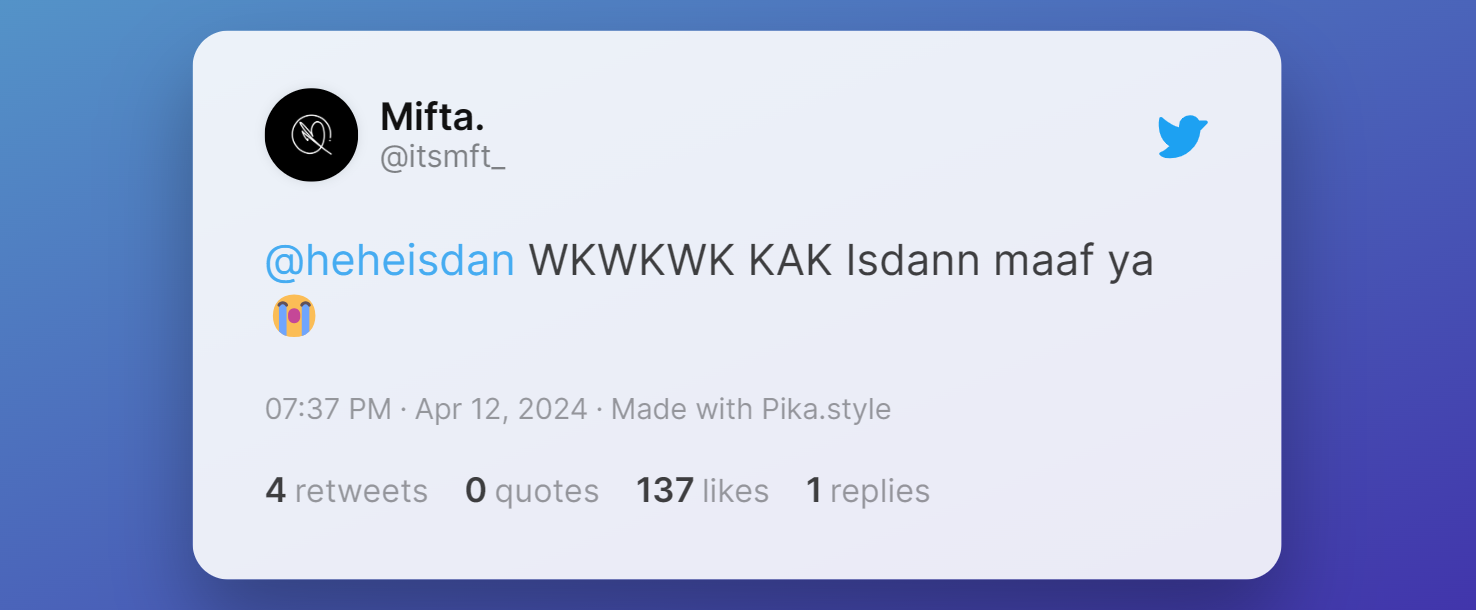 Mifta.
@itsmft_
@heheisdan WKWKWK KAK Isdann maaf ya
😭
07:37 PM · Apr 12, 2024 · Made with Pika.style
4 retweets 0 quotes 137 likes 1 replies